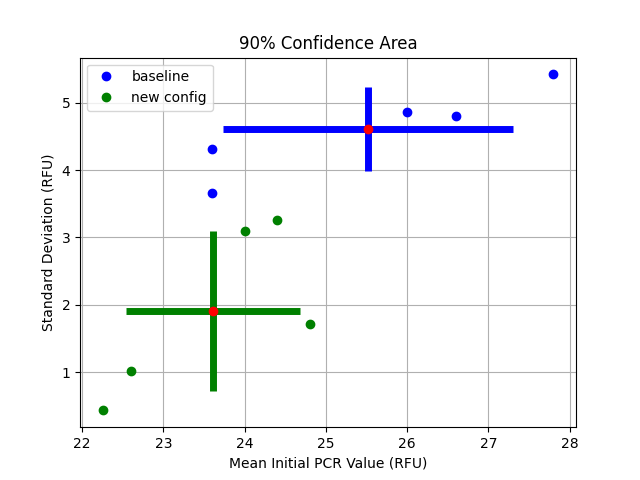 90% Confidence Area
baseline
new config
Standard Deviation (RFU)
5
4
3
2
1
22 23 24 25 26 27 28
Mean Initial PCR Value (RFU)